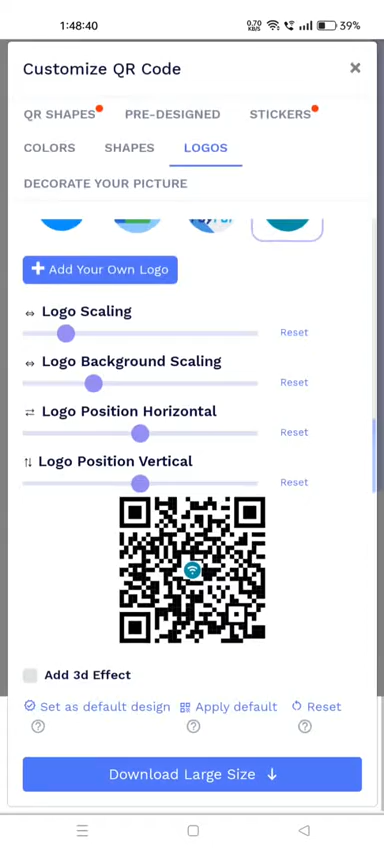 1:48:40
0.70 KB/S
39%
Customize QR Code
QR SHAPES PRE-DESIGNED STICKERS
COLORS SHAPES LOGOS
DECORATE YOUR PICTURE
Add Your Own Logo
Logo Scaling
Reset
Logo Background Scaling
Reset
Logo Position Horizontal
Reset
Logo Position Vertical
Reset
Add 3d Effect
Set as default design Apply default Reset
Download Large Size